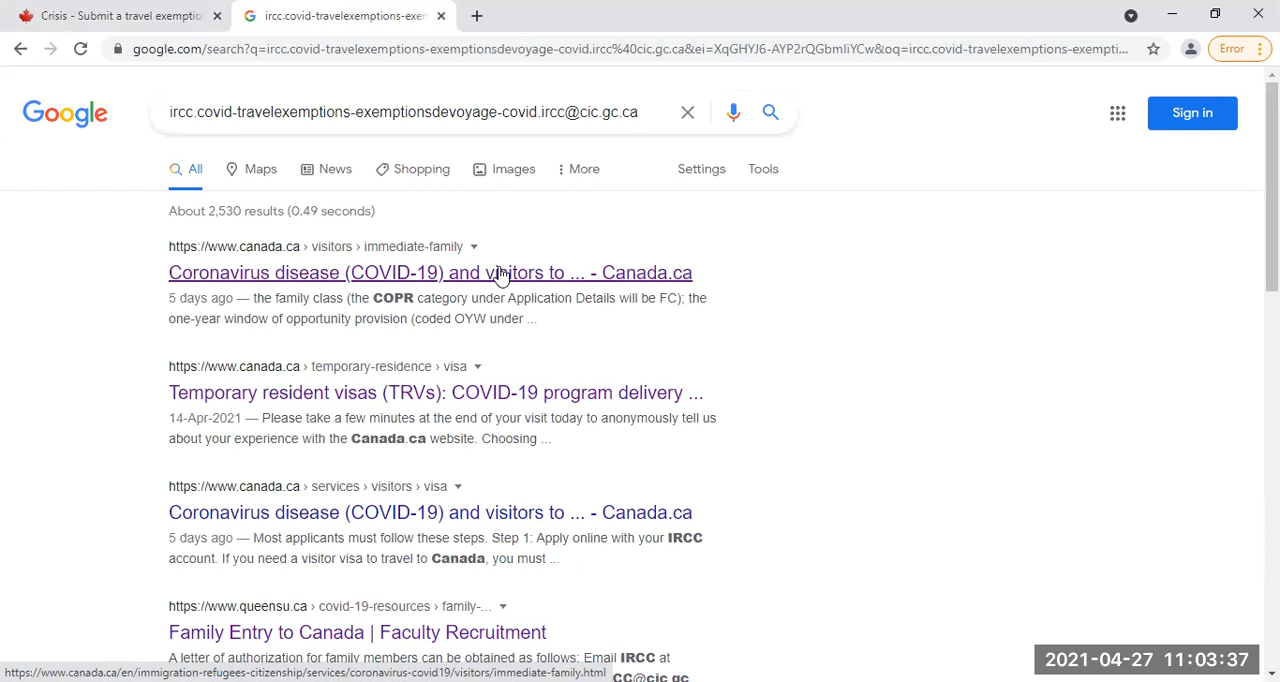 Crisis - Submit a travel exemptio
ircc.covid-travelexemptions-exem
google.com/search?q=ircc.covid-travelexemptions-exemptionsdevoyage-covid.ircc%40cic.gc.ca&ei=XqGHYJ6-AYP2rQGbmIiYCw&oq=ircc.covid-travelexemptions-exempti...
Error
Google
ircc.covid-travelexemptions-exemptionsdevoyage-covid.ircc@cic.gc.ca
Sign in
All Maps News Shopping Images More Settings Tools
About 2,530 results (0.49 seconds)
https://www.canada.ca › visitors › immediate-family
Coronavirus disease (COVID-19) and visitors to ... - Canada.ca
5 days ago — the family class (the COPR category under Application Details will be FC); the
one-year window of opportunity provision (coded OYW under ...
https://www.canada.ca › temporary-residence › visa
Temporary resident visas (TRVs): COVID-19 program delivery ...
14-Apr-2021 — Please take a few minutes at the end of your visit today to anonymously tell us
about your experience with the Canada.ca website. Choosing ...
https://www.canada.ca › services › visitors › visa
Coronavirus disease (COVID-19) and visitors to ... - Canada.ca
5 days ago — Most applicants must follow these steps. Step 1: Apply online with your IRCC
account. If you need a visitor visa to travel to Canada, you must ...
https://www.queensu.ca › covid-19-resources › family-...
Family Entry to Canada | Faculty Recruitment
A letter of authorization for family members can be obtained as follows: Email IRCC at
CC@cic.gc
https://www.canada.ca/en/immigration-refugees-citizenship/services/coronavirus-covid19/visitors/immediate-family.html
2021-04-27 11:03:37